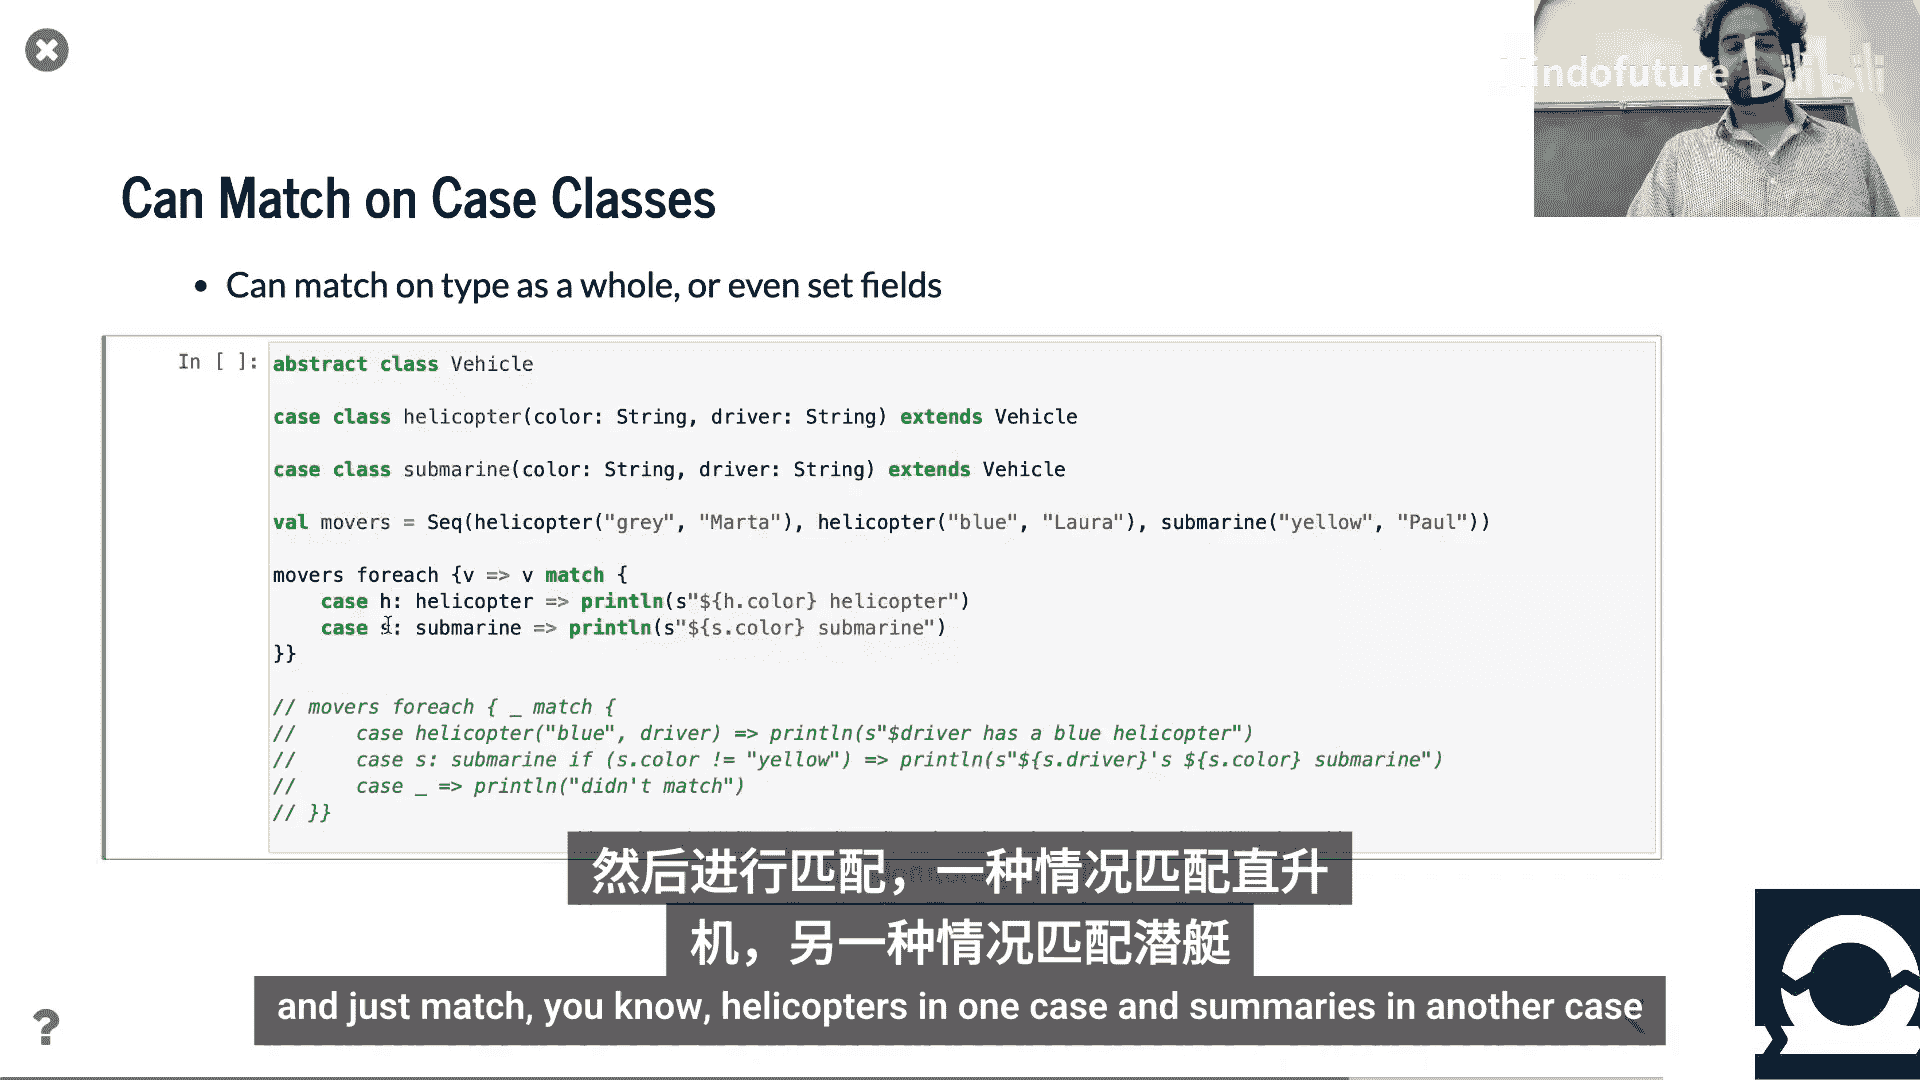 indofuture bilibili
Can Match on Case Classes
• Can match on type as a whole, or even set fields
In [ ]:
abstract class Vehicle
case class helicopter(color: String, driver: String) extends Vehicle
case class submarine(color: String, driver: String) extends Vehicle
val movers = Seq(helicopter("grey", "Marta"), helicopter("blue", "Laura"), submarine("yellow", "Paul"))
movers foreach {v => v match {
    case h: helicopter => println(s"${h.color} helicopter")
    case s: submarine => println(s"${s.color} submarine")
}}
// movers foreach { _ match {
//     case helicopter("blue", driver) => println(s"$driver has a blue helicopter")
//     case s: submarine if (s.color != "yellow") => println(s"${s.driver}'s ${s.color} submarine")
//     case _ => println("didn't match")
// }}
然后进行匹配，一种情况匹配直升
机，另一种情况匹配潜艇
and just match, you know, helicopters in one case and summaries in another case
?